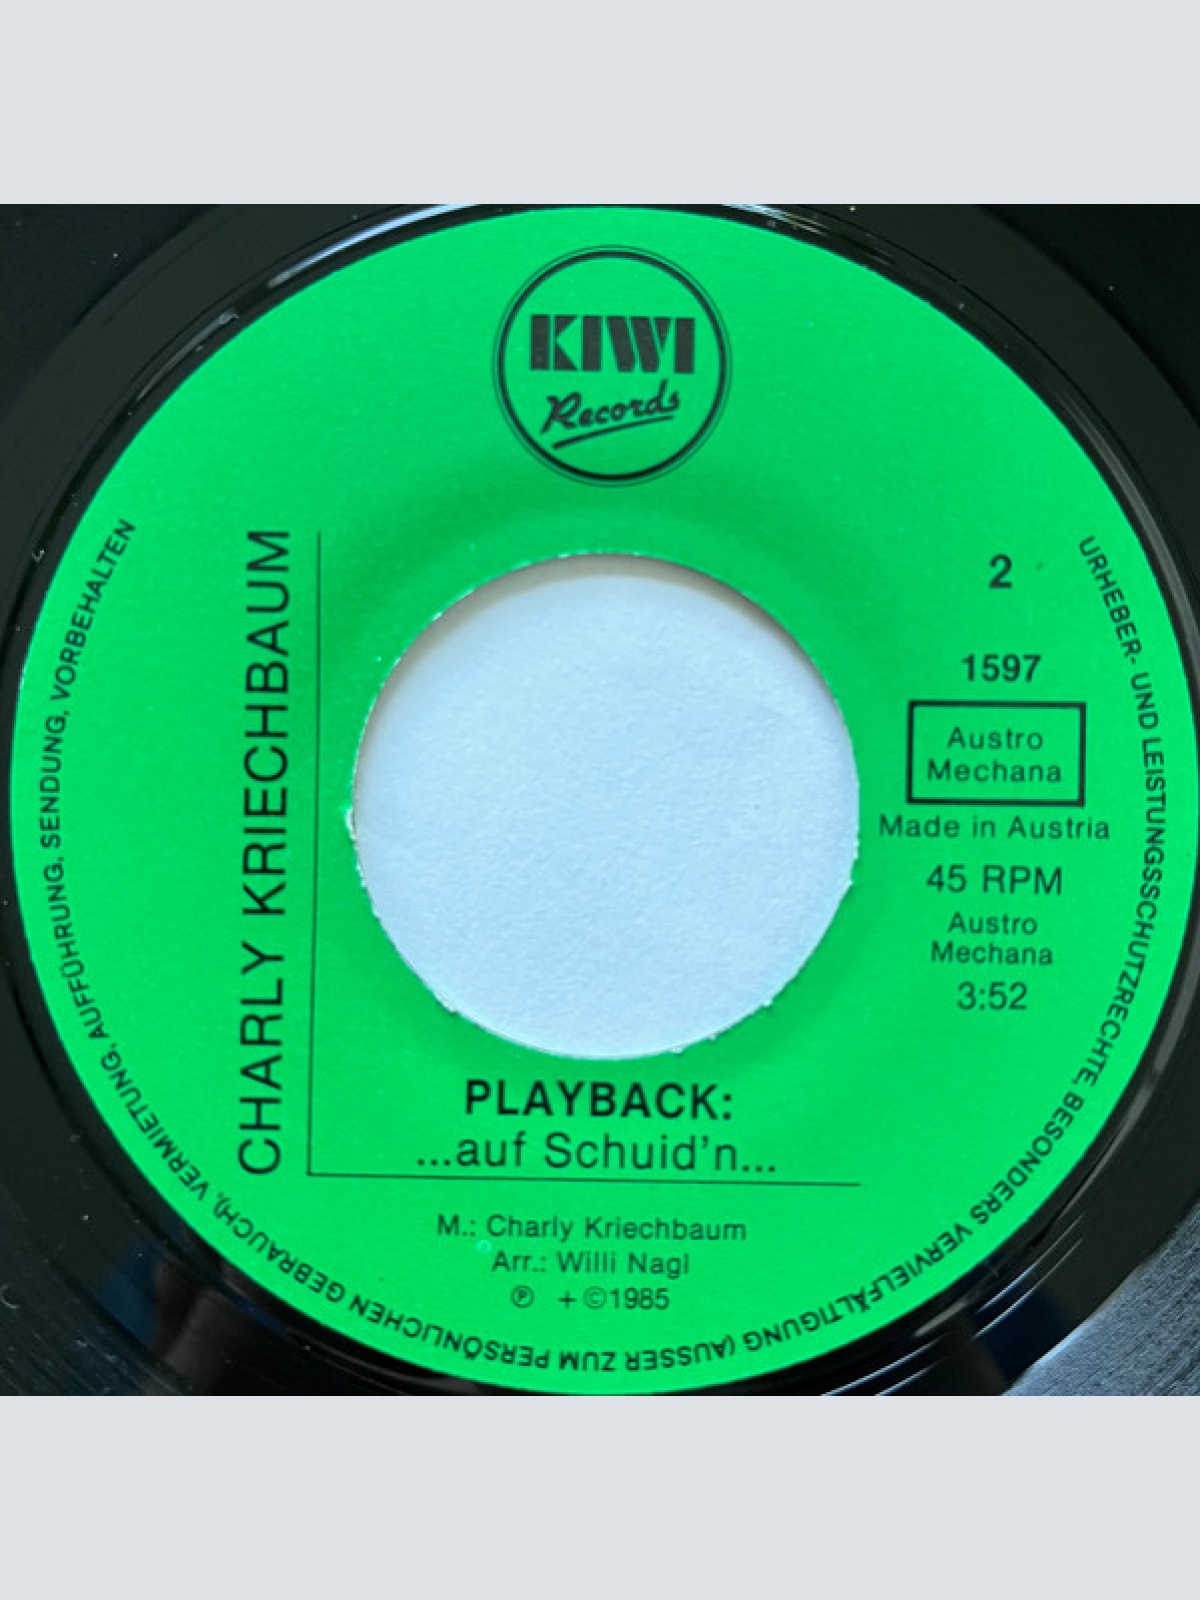 KIWI
Records
CHARLY KRIECHBAUM
2
1597
Austro
Mechana
Made in Austria
45 RPM
Austro
Mechana
3:52
PLAYBACK:
...auf Schuid'n...
M.: Charly Kriechbaum
Arr.: Willi Nagl
℗ +©1985
URHEBER- UND LEISTUNGSSCHUTZRECHTE, BESONDERS VERVIELFÄLTIGUNG (AUSSER ZUM PERSÖNLICHEN GEBRAUCH), VERMIETUNG, AUFFÜHRUNG, SENDUNG, VORBEHALTEN